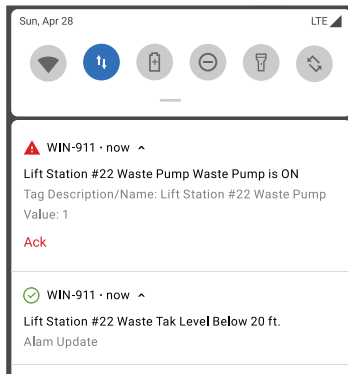 Sun, Apr 28 LTE
WIN-911 · now
Lift Station #22 Waste Pump Waste Pump is ON
Tag Description/Name: Lift Station #22 Waste Pump
Value: 1
Ack
WIN-911 · now
Lift Station #22 Waste Tak Level Below 20 ft.
Alam Update